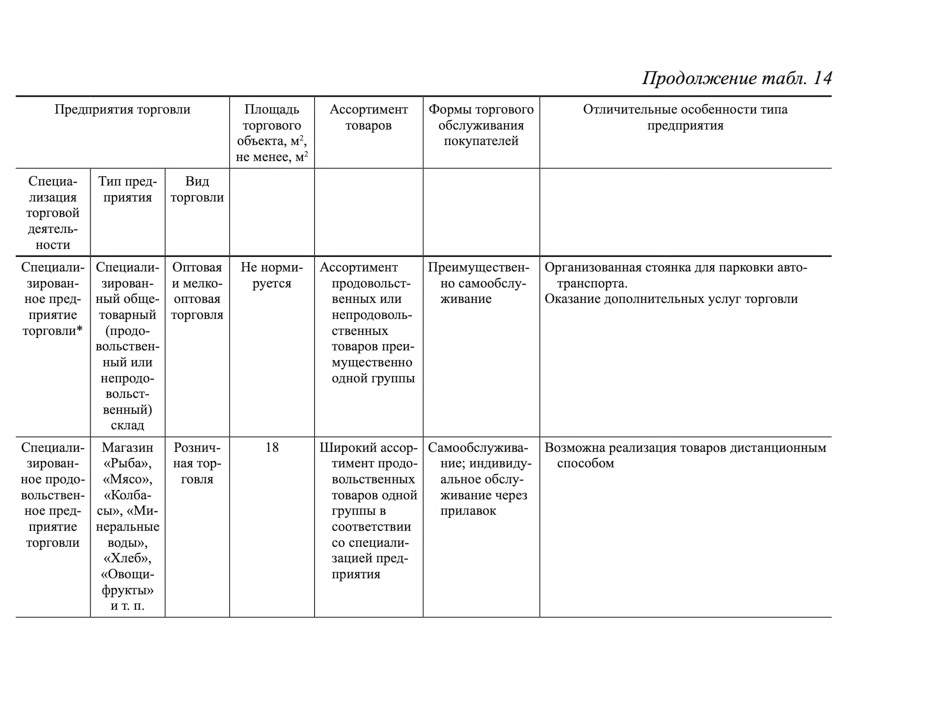 Продолжение табл. 14
Предприятия торговли
Площадь
торгового
объекта, м²,
не менее, м²
Ассортимент
товаров
Формы торгового
обслуживания
покупателей
Отличительные особенности типа
предприятия
Специа-
лизация
торговой
деятель-
ности
Тип пред-
приятия
Вид
торговли
Специали-
зирован-
ное пред-
приятие
торговли*
Специали-
зирован-
ный обще-
товарный
(продо-
вольствен-
ный или
непродо-
вольст-
венный)
склад
Оптовая
и мелко-
оптовая
торговля
Не норми-
руется
Ассортимент
продовольст-
венных или
непродоволь-
ственных
товаров преи-
мущественно
одной группы
Преимуществен-
но самообслу-
живание
Организованная стоянка для парковки авто-
транспорта.
Оказание дополнительных услуг торговли
Специали-
зирован-
ное продо-
вольствен-
ное пред-
приятие
торговли
Магазин
«Рыба»,
«Мясо»,
«Колба-
сы», «Ми-
неральные
воды»,
«Хлеб»,
«Овощи-
фрукты»
и т. п.
Рознич-
ная тор-
говля
18
Широкий ассор-
тимент продо-
вольственных
товаров одной
группы в
соответствии
со специали-
зацией пред-
приятия
Самообслужива-
ние; индивиду-
альное обслу-
живание через
прилавок
Возможна реализация товаров дистанционным
способом